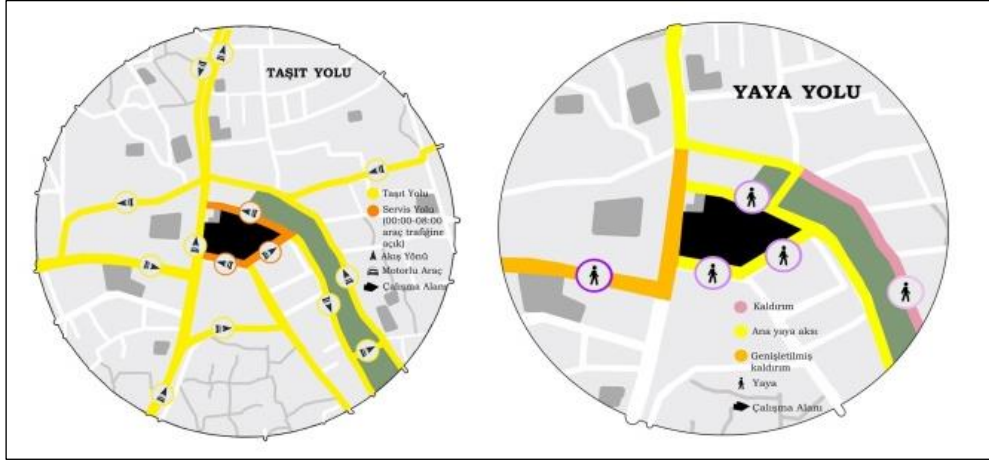 TAŞIT YOLU
Taşıt Yolu
Servis Yolu
(00:00-08:00
araç trafiğine
açık)
Akış Yönü
Motorlu Araç
Çalışma Alanı
YAYA YOLU
Kaldırım
Ana yaya aksı
Genişletilmiş
kaldırım
Yaya
Çalışma Alanı